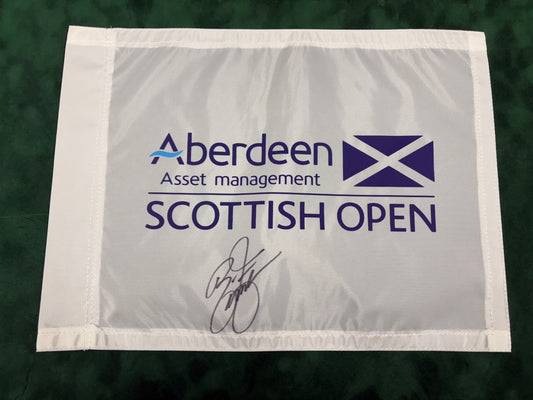 Aberdeen
Asset management
SCOTTISH OPEN